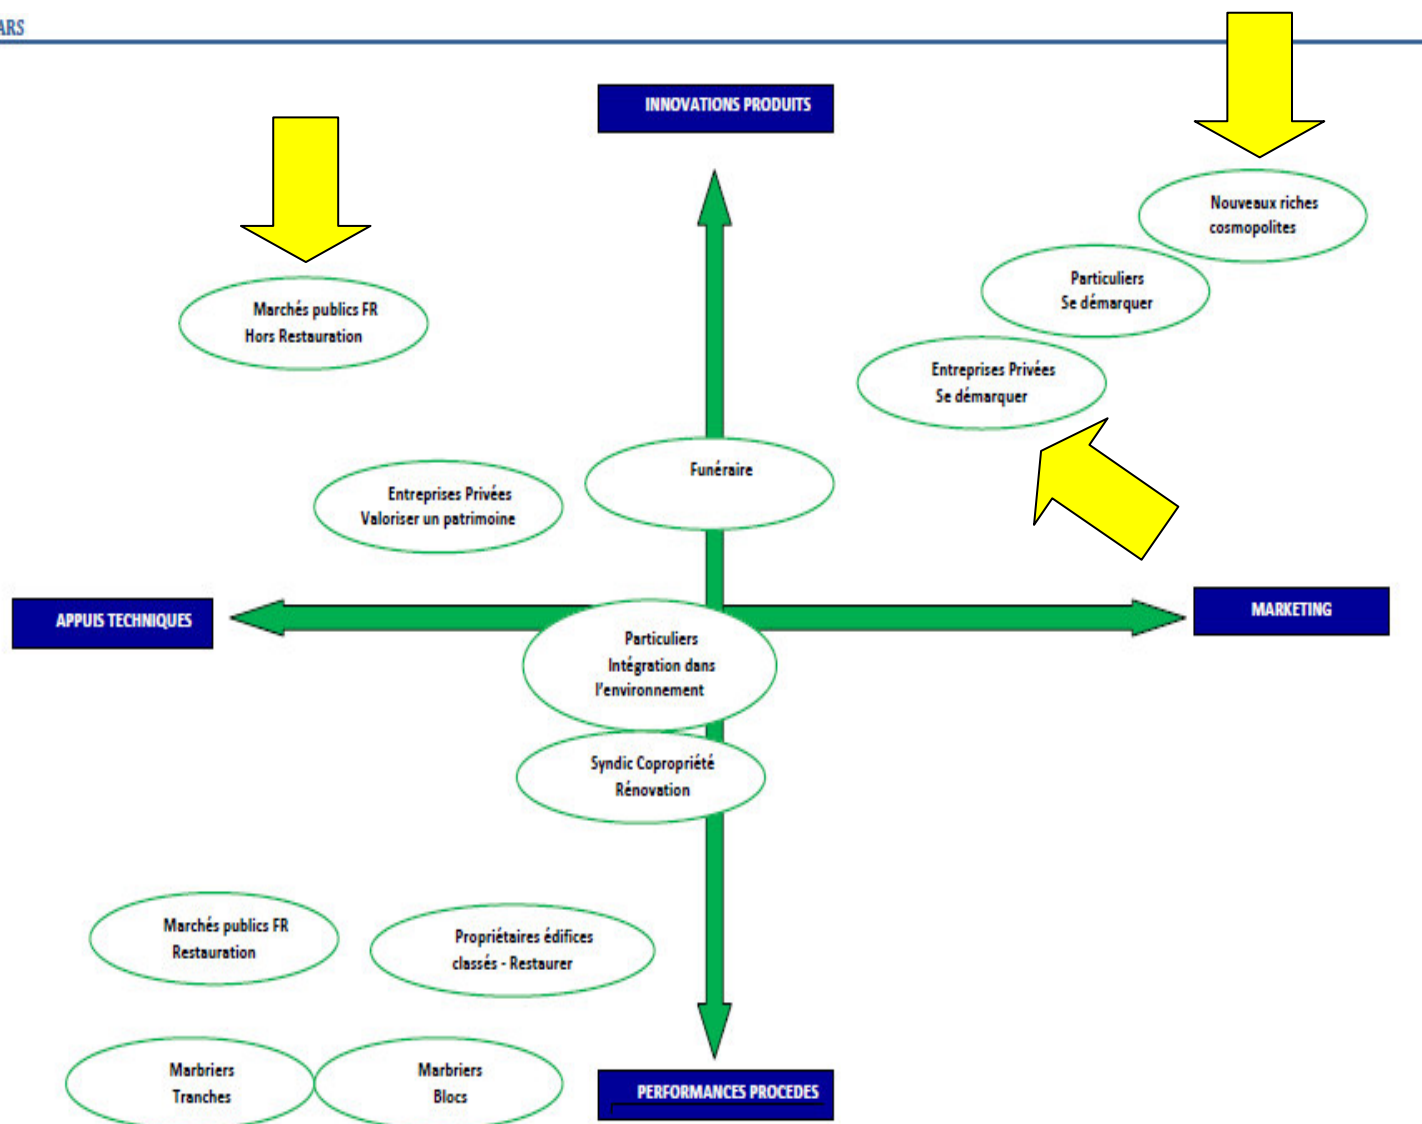 ARS
INNOVATIONS PRODUITS
Nouveaux riches
cosmopolites
Particuliers
Se démarquer
Marchés publics FR
Hors Restauration
Entreprises Privées
Se démarquer
Funéraire
Entreprises Privées
Valoriser un patrimoine
APPUIS TECHNIQUES
MARKETING
Particuliers
Intégration dans
l'environnement
Syndic Copropriété
Rénovation
Marchés publics FR
Restauration
Propriétaires édifices
classés - Restaurer
Marbriers
Tranches
Marbriers
Blocs
PERFORMANCES PROCEDES